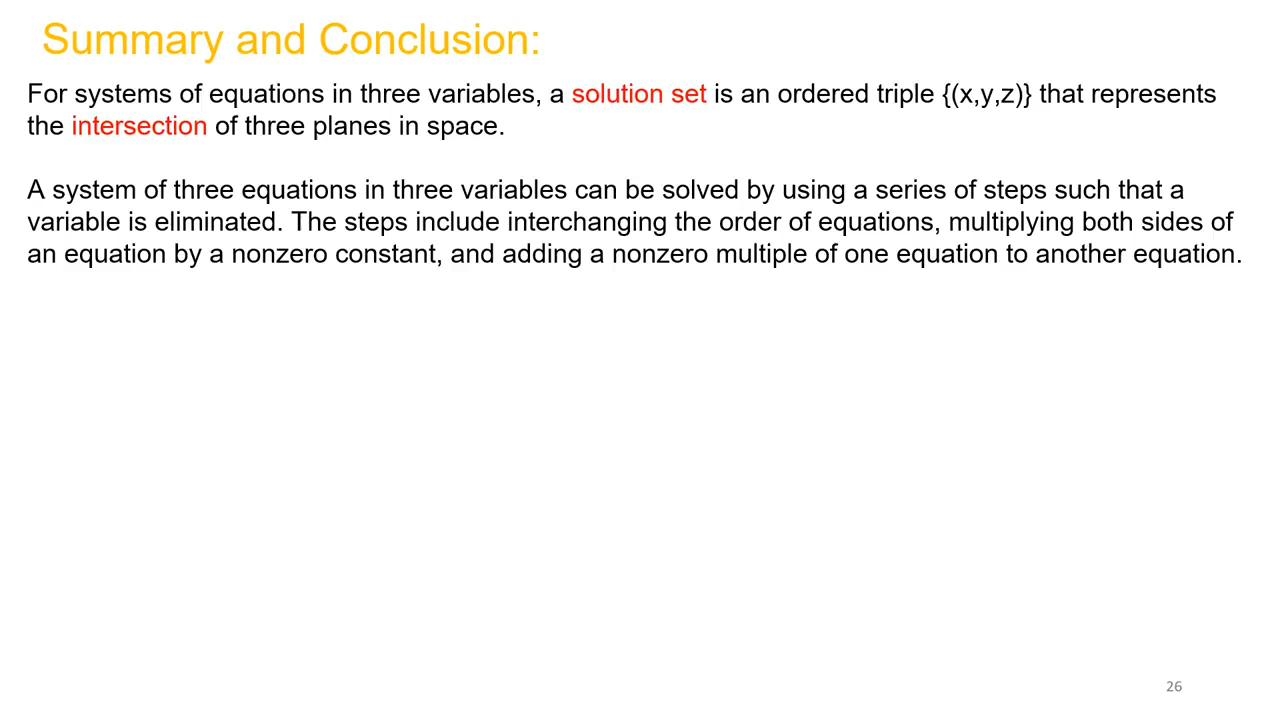 Summary and Conclusion:
For systems of equations in three variables, a solution set is an ordered triple {(x,y,z)} that represents
the intersection of three planes in space.
A system of three equations in three variables can be solved by using a series of steps such that a
variable is eliminated. The steps include interchanging the order of equations, multiplying both sides of
an equation by a nonzero constant, and adding a nonzero multiple of one equation to another equation.
26